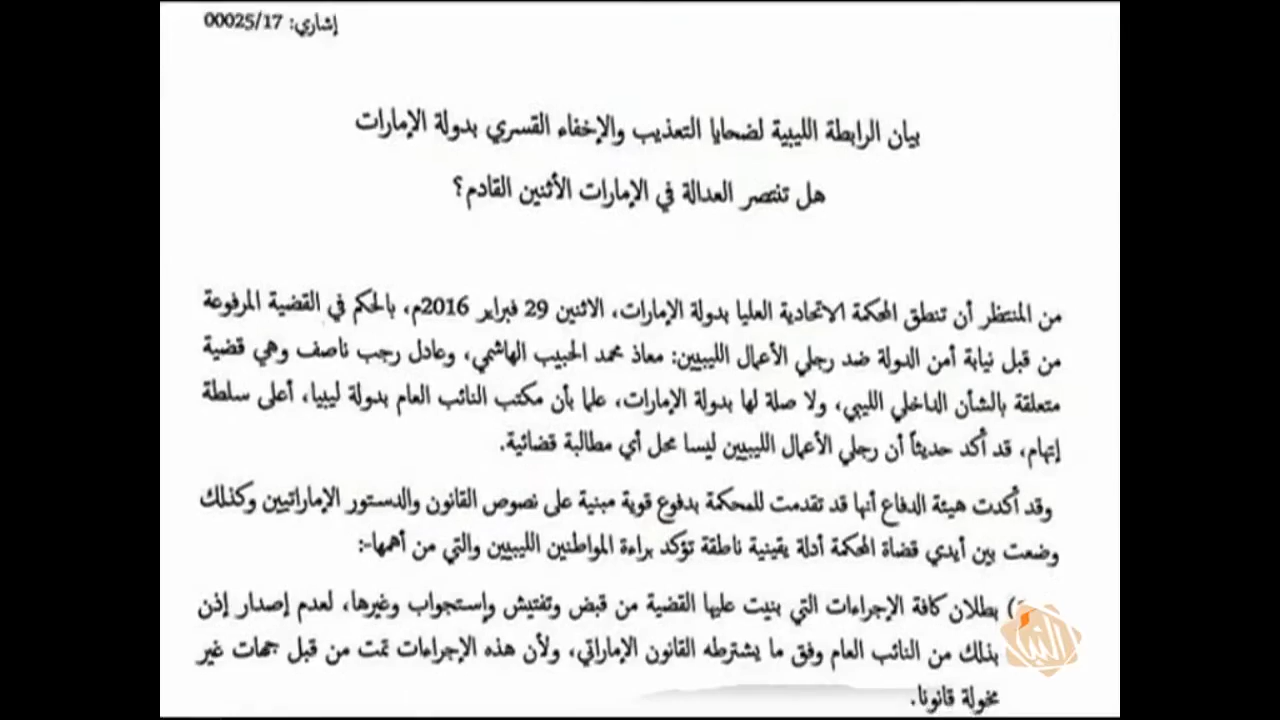 إشاري: 00025/17
بيان الرابطة الليبية لضحايا التعذيب والإخفاء القسري بدولة الإمارات
هل تنتصر العدالة في الإمارات الأثنين القادم؟
من المنتظر أن تنطق المحكمة الاتحادية العليا بدولة الإمارات، الاثنين 29 فبراير 2016م، بالحكم في القضية المرفوعة
من قبل نيابة أمن الدولة ضد رجلي الأعمال الليبيين: معاذ محمد الحبيب الهاشمي، وعادل رجب ناصف وهي قضية
متعلقة بالشأن الداخلي الليبي، ولا صلة لها بدولة الإمارات، علما بأن مكتب النائب العام بدولة ليبيا، أعلى سلطة
إتهام، قد أكد حديثاً أن رجلي الأعمال الليبيين ليسا محل أي مطالبة قضائية.
وقد أكدت هيئة الدفاع أنها قد تقدمت للمحكمة بدفوع قوية مبنية على نصوص القانون والدستور الإماراتيين وكذلك
وضعت بين أيدي قضاة المحكمة أدلة يقينية ناطقة تؤكد براءة المواطنين الليبيين والتي من أهمها:-
) بطلان كافة الإجراءات التي بنيت عليها القضية من قبض وتفتيش وإستجواب وغيرها، لعدم إصدار إذن
بذلك من النائب العام وفق ما يشترطه القانون الإماراتي، ولأن هذه الإجراءات تمت من قبل جهات غير
مخولة قانونا.
النبأ